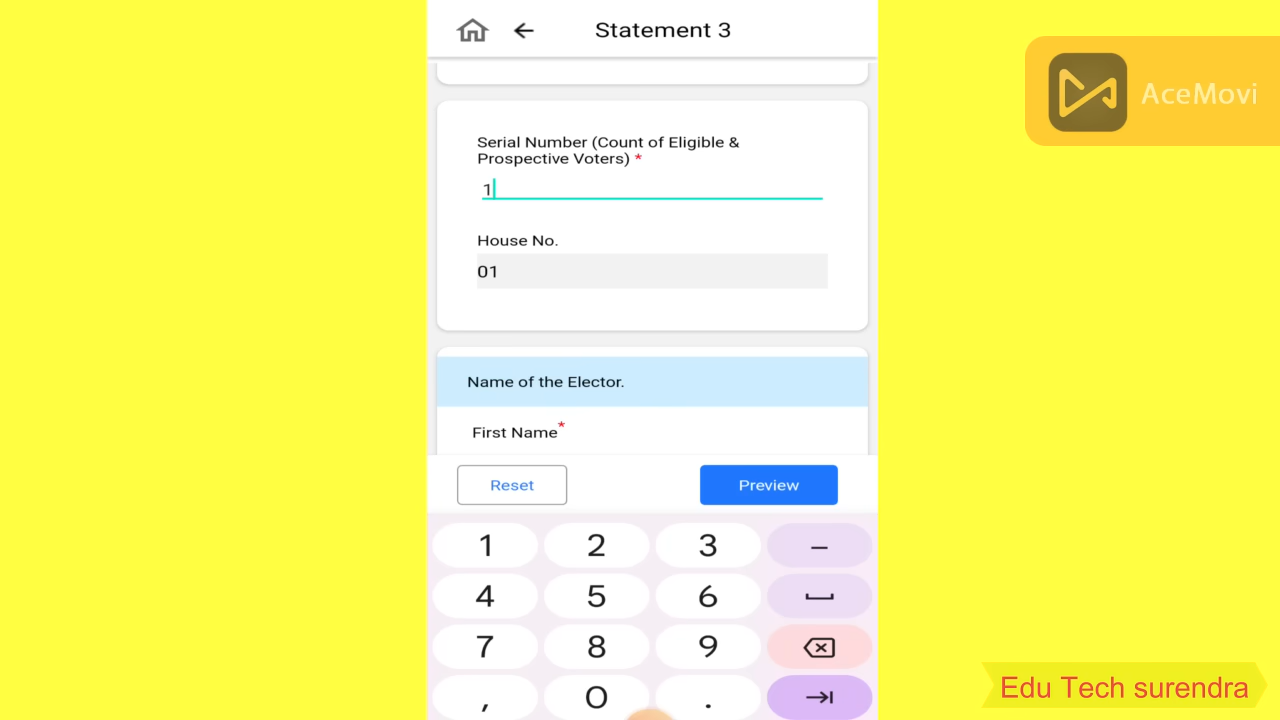 Statement 3
AceMovi
Serial Number (Count of Eligible &
Prospective Voters) *
1
House No.
01
Name of the Elector.
First Name*
Reset
Preview
1 2 3 –
4 5 6
7 8 9
, 0 .
Edu Tech surendra